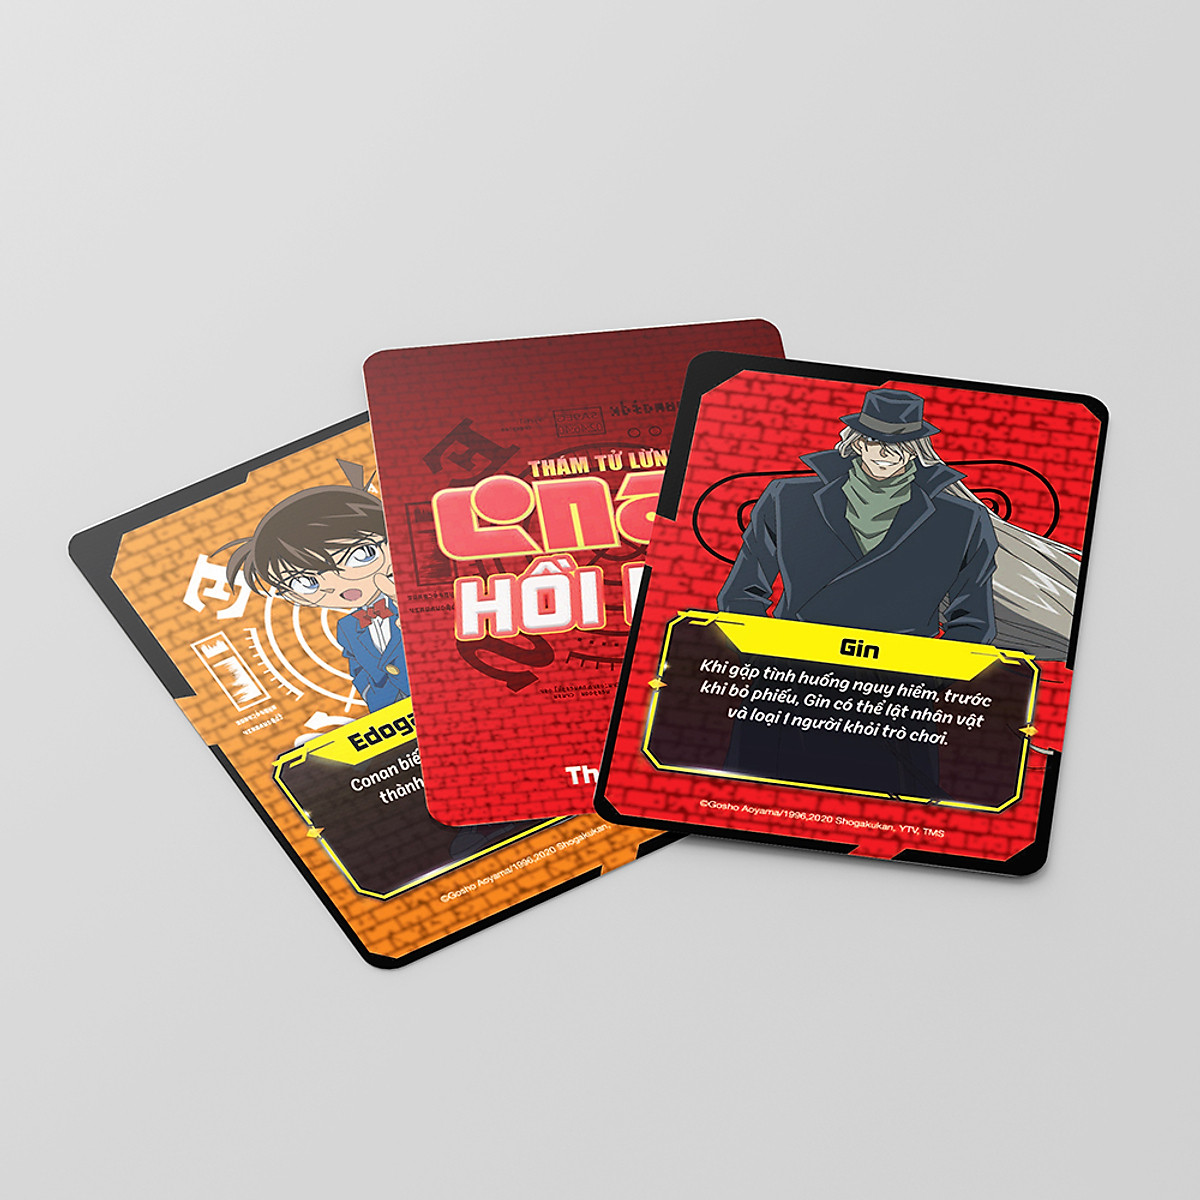 Edoga
Conan biế
thành
©Gosho Aoyama/1996,2020 Shogakukan,
THÁM TỬ LỪN
HỒI
Th
Gin
Khi gặp tình huống nguy hiểm, trước
khi bỏ phiếu, Gin có thể lật nhân vật
và loại 1 người khỏi trò chơi.
©Gosho Aoyama/1996,2020 Shogakukan, YTV, TMS